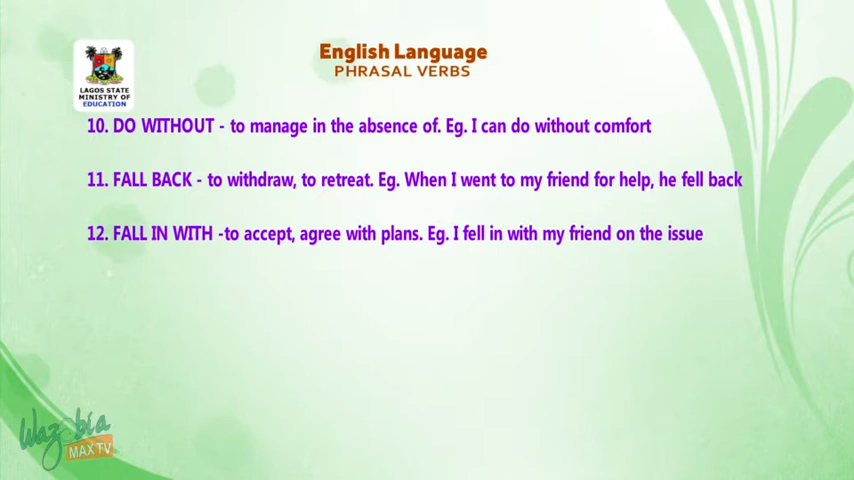 English Language
PHRASAL VERBS
LAGOS STATE
MINISTRY OF
EDUCATION
10. DO WITHOUT - to manage in the absence of. Eg. I can do without comfort
11. FALL BACK - to withdraw, to retreat. Eg. When I went to my friend for help, he fell back
12. FALL IN WITH -to accept, agree with plans. Eg. I fell in with my friend on the issue
Wazobia
MAX TV